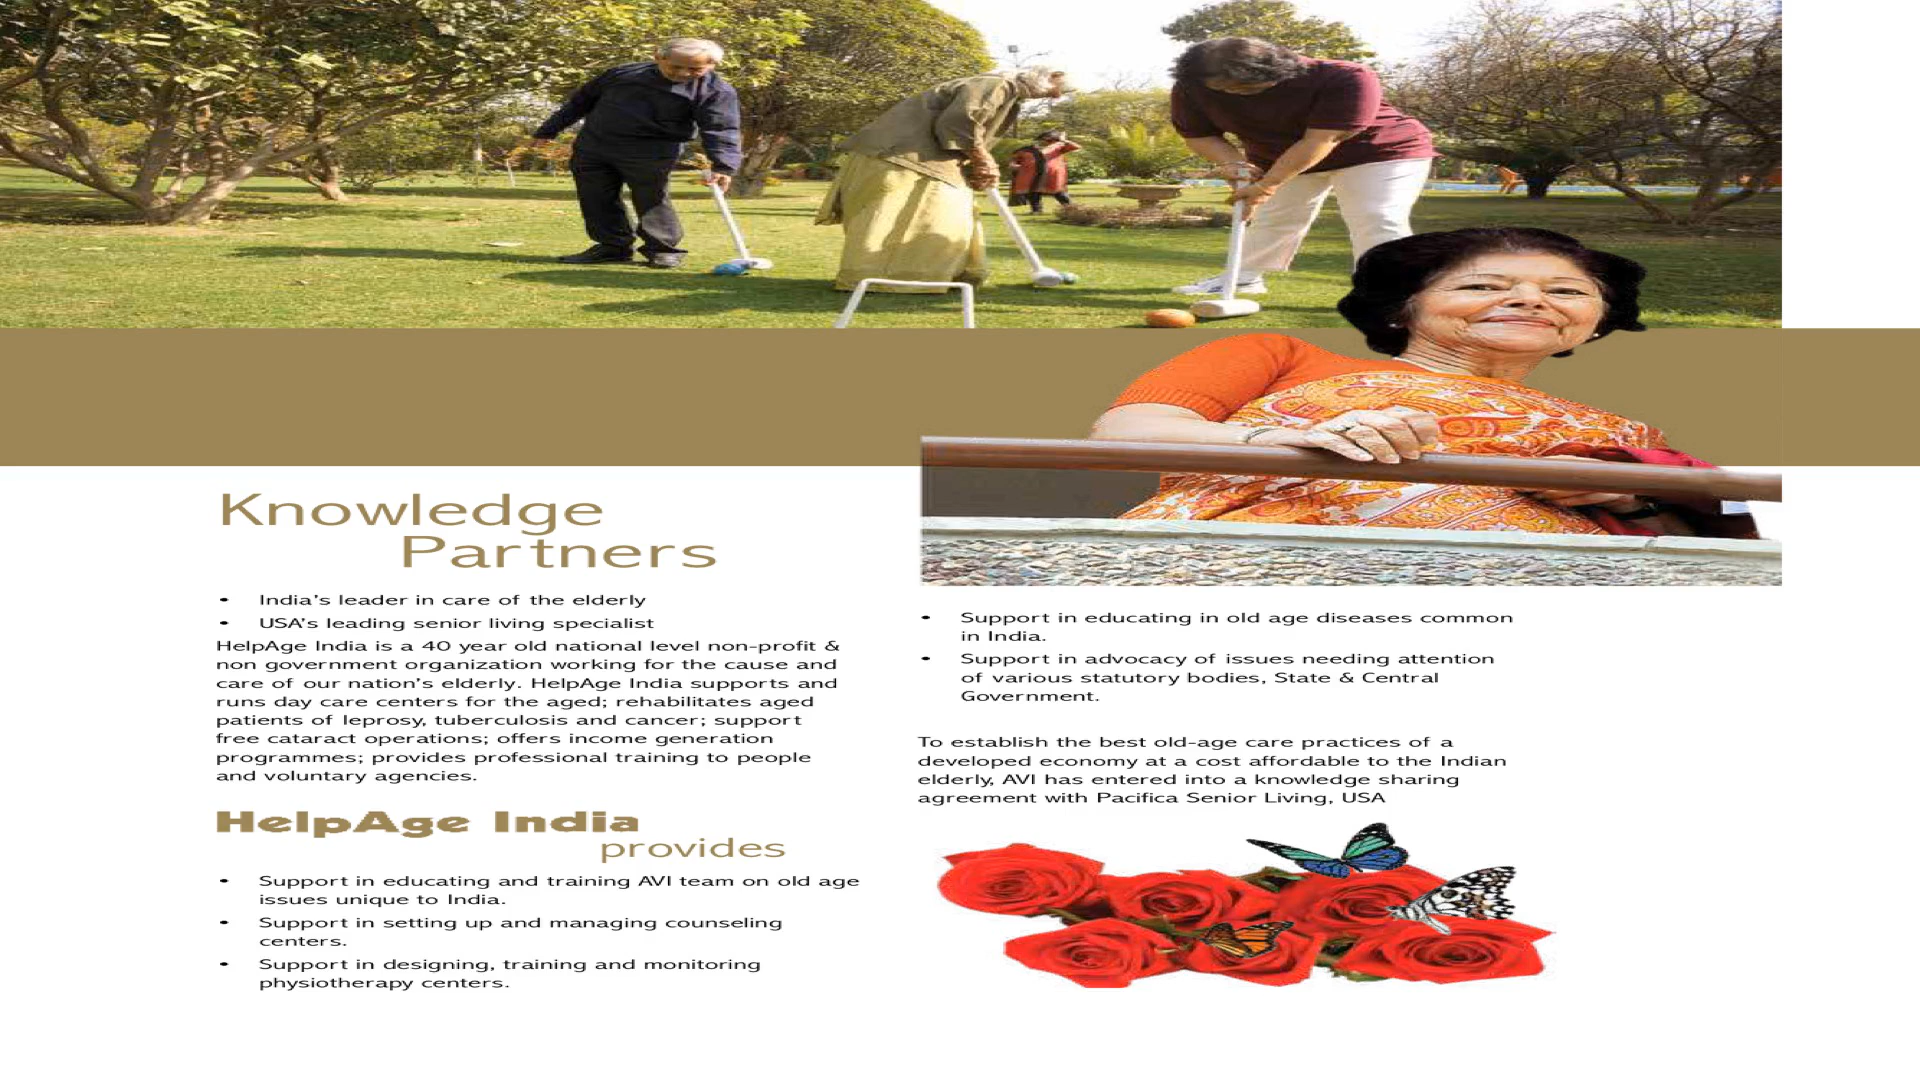 Knowledge
Partners
• India's leader in care of the elderly
• USA's leading senior living specialist
HelpAge India is a 40 year old national level non-profit &
non government organization working for the cause and
care of our nation's elderly. HelpAge India supports and
runs day care centers for the aged; rehabilitates aged
patients of leprosy, tuberculosis and cancer; support
free cataract operations; offers income generation
programmes; provides professional training to people
and voluntary agencies.
HelpAge India
provides
• Support in educating and training AVI team on old age
issues unique to India.
• Support in setting up and managing counseling
centers.
• Support in designing, training and monitoring
physiotherapy centers.
• Support in educating in old age diseases common
in India.
• Support in advocacy of issues needing attention
of various statutory bodies, State & Central
Government.
To establish the best old-age care practices of a
developed economy at a cost affordable to the Indian
elderly, AVI has entered into a knowledge sharing
agreement with Pacifica Senior Living, USA